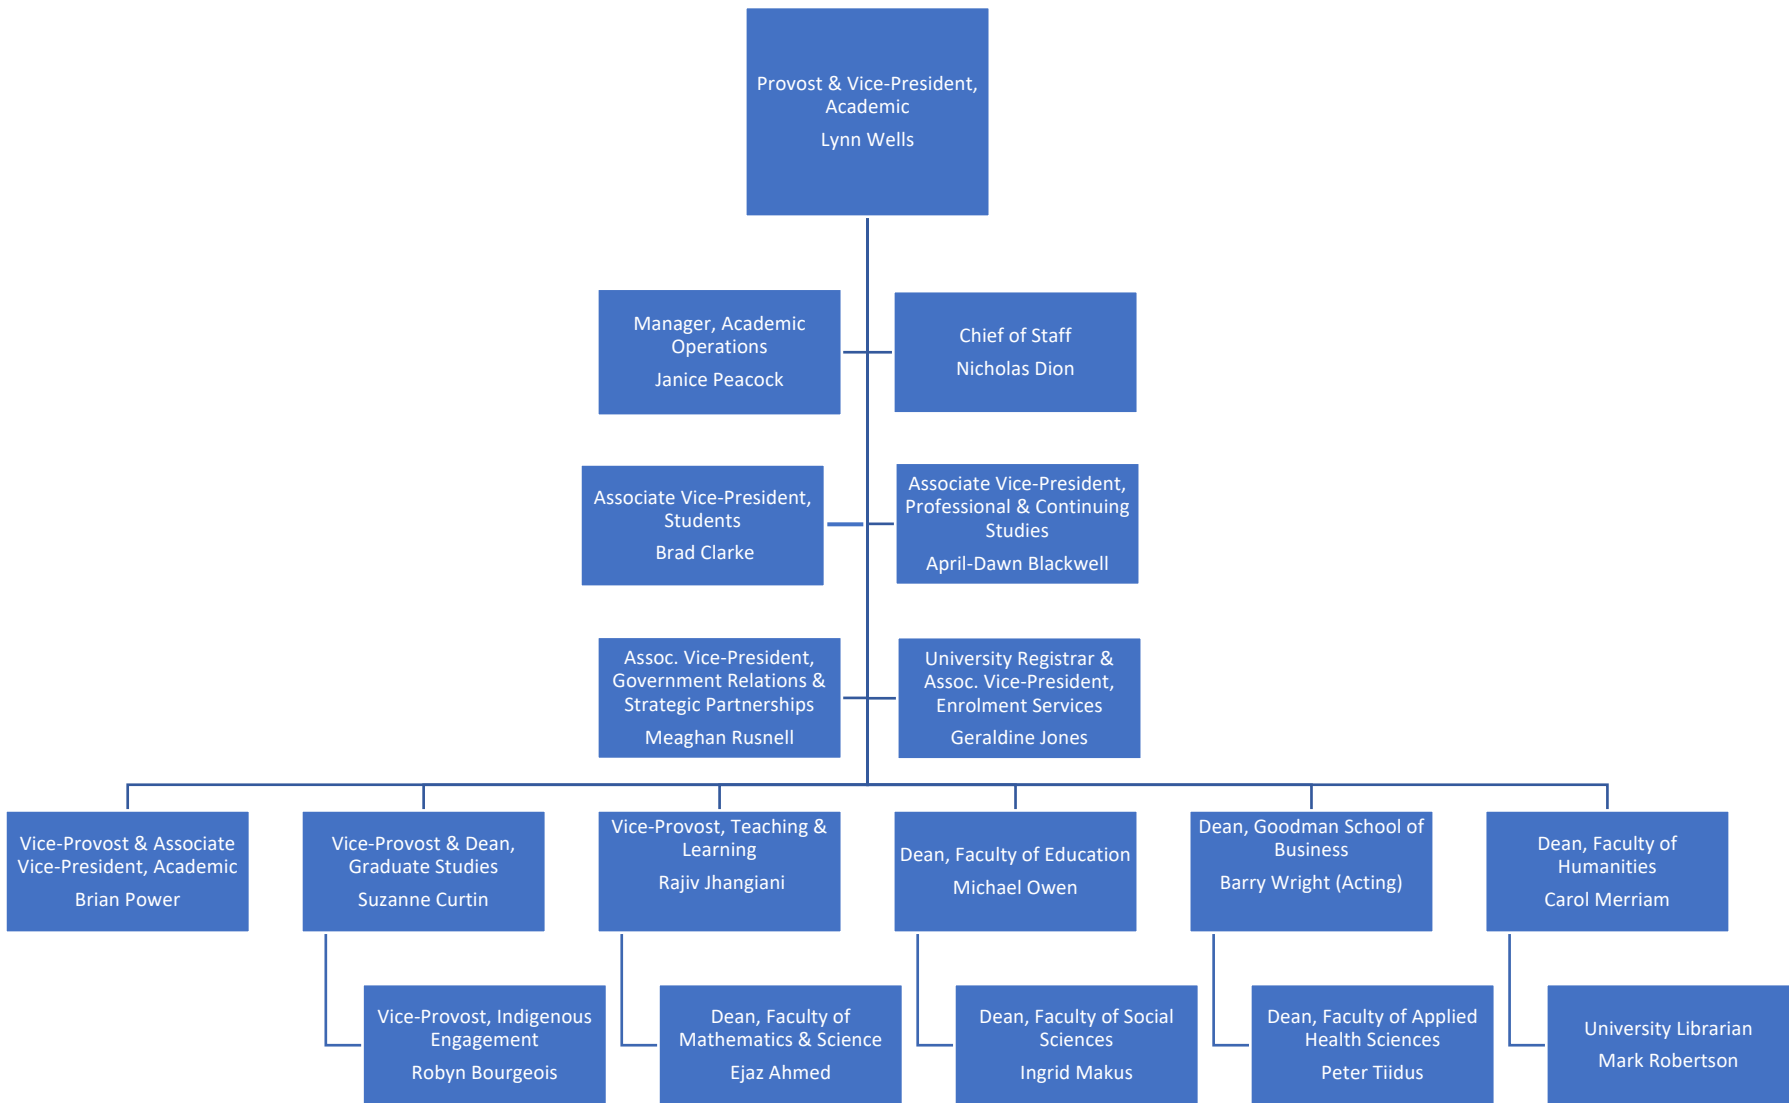 Provost & Vice-President,
Academic
Lynn Wells
Manager, Academic
Operations
Janice Peacock
Chief of Staff
Nicholas Dion
Associate Vice-President,
Students
Brad Clarke
Associate Vice-President,
Professional & Continuing
Studies
April-Dawn Blackwell
Assoc. Vice-President,
Government Relations &
Strategic Partnerships
Meaghan Rusnell
University Registrar &
Assoc. Vice-President,
Enrolment Services
Geraldine Jones
Vice-Provost & Associate
Vice-President, Academic
Brian Power
Vice-Provost & Dean,
Graduate Studies
Suzanne Curtin
Vice-Provost, Teaching &
Learning
Rajiv Jhangiani
Dean, Faculty of Education
Michael Owen
Dean, Goodman School of
Business
Barry Wright (Acting)
Dean, Faculty of
Humanities
Carol Merriam
Vice-Provost, Indigenous
Engagement
Robyn Bourgeois
Dean, Faculty of
Mathematics & Science
Ejaz Ahmed
Dean, Faculty of Social
Sciences
Ingrid Makus
Dean, Faculty of Applied
Health Sciences
Peter Tiidus
University Librarian
Mark Robertson